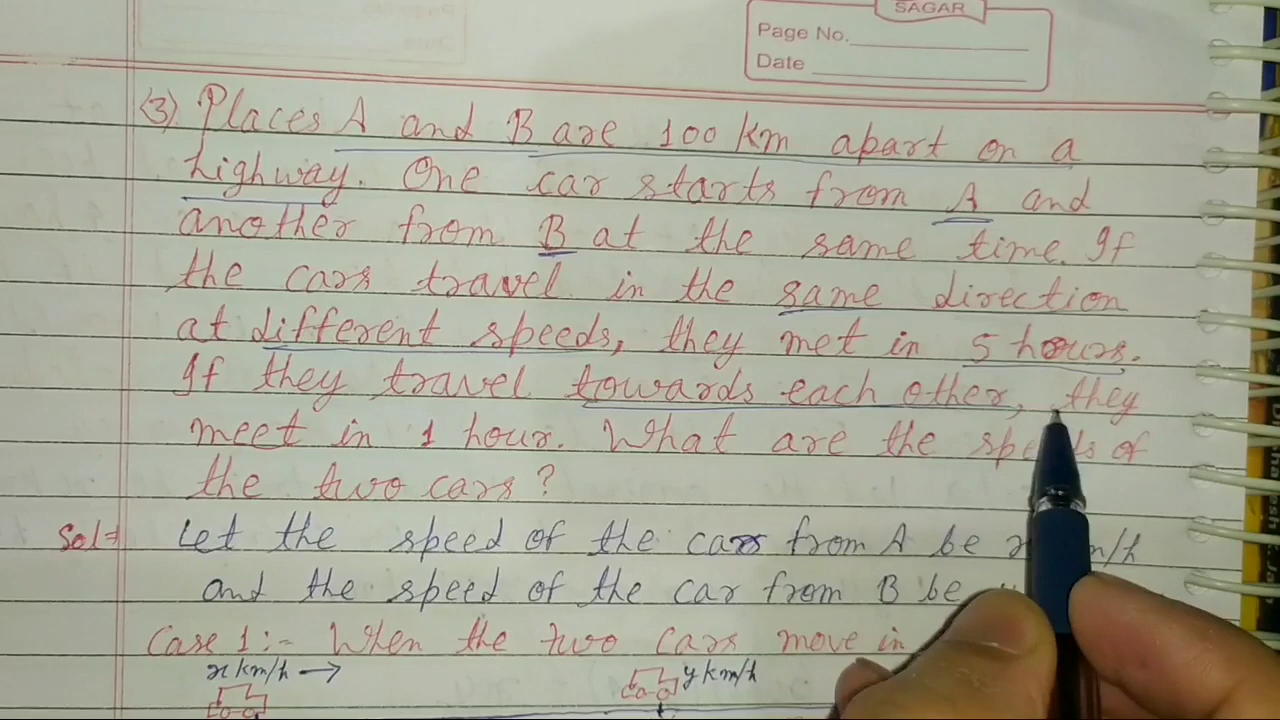 SAGAR
Page No.
Date
(3). Places A and B are 100 km apart on a
highway. One car starts from A and
another from B at the same time. If
the cars travel in the same direction
at different speeds, they met in 5 hours.
If they travel towards each other, they
meet in 1 hour. What are the of
the two cars?
Sol⇒ Let the speed of the cars from A be
and the speed of the car from B be
Case 1:- When the two cars move in
x km/h → y km/h